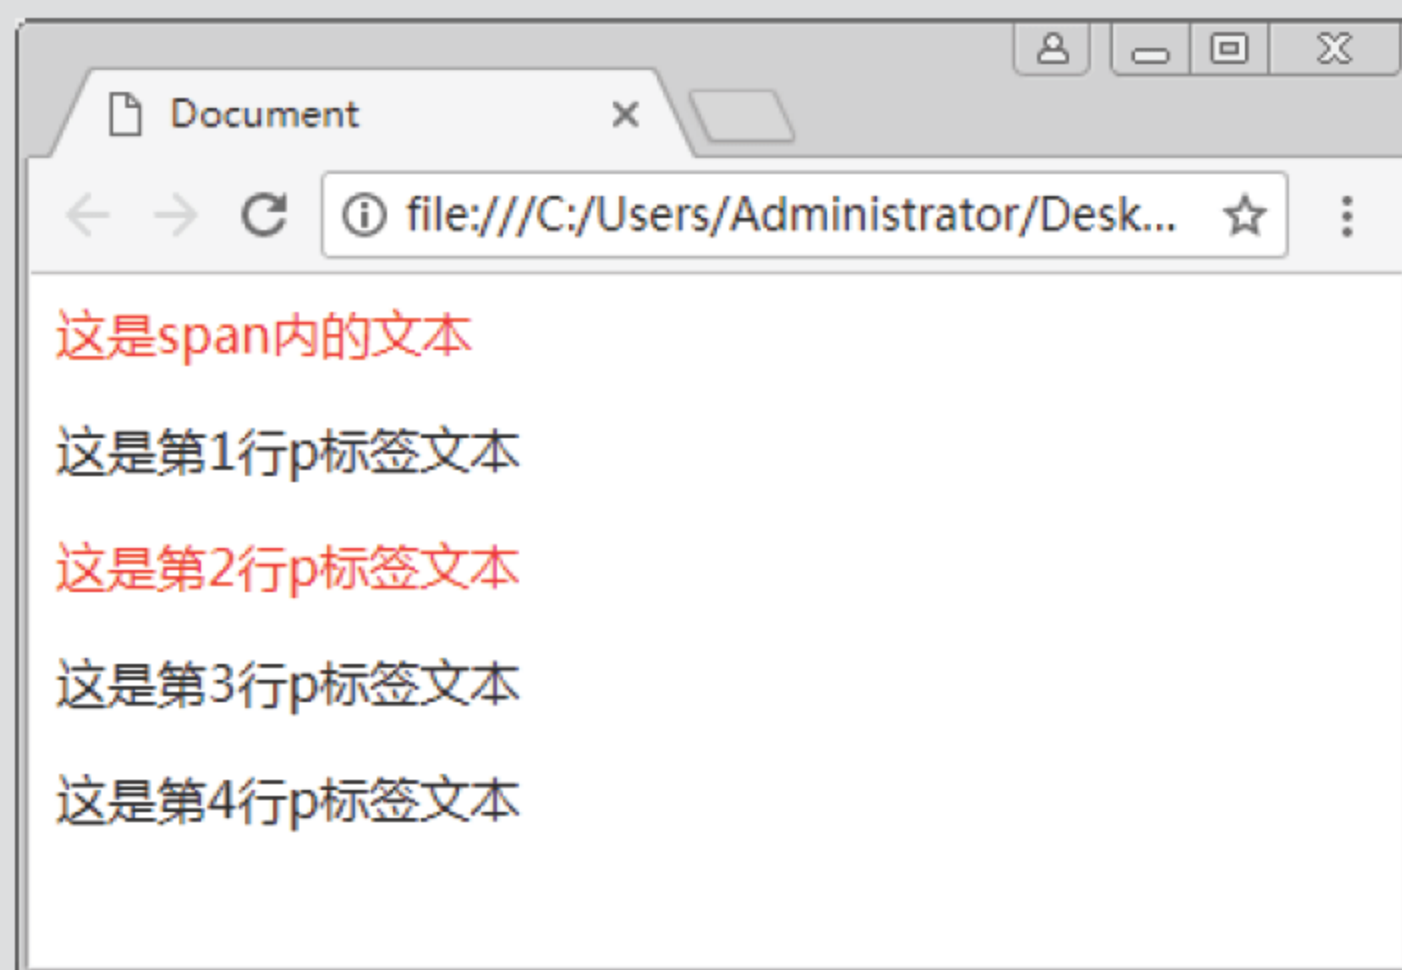 Document
file:///C:/Users/Administrator/Desk...
这是span内的文本
这是第1行p标签文本
这是第2行p标签文本
这是第3行p标签文本
这是第4行p标签文本